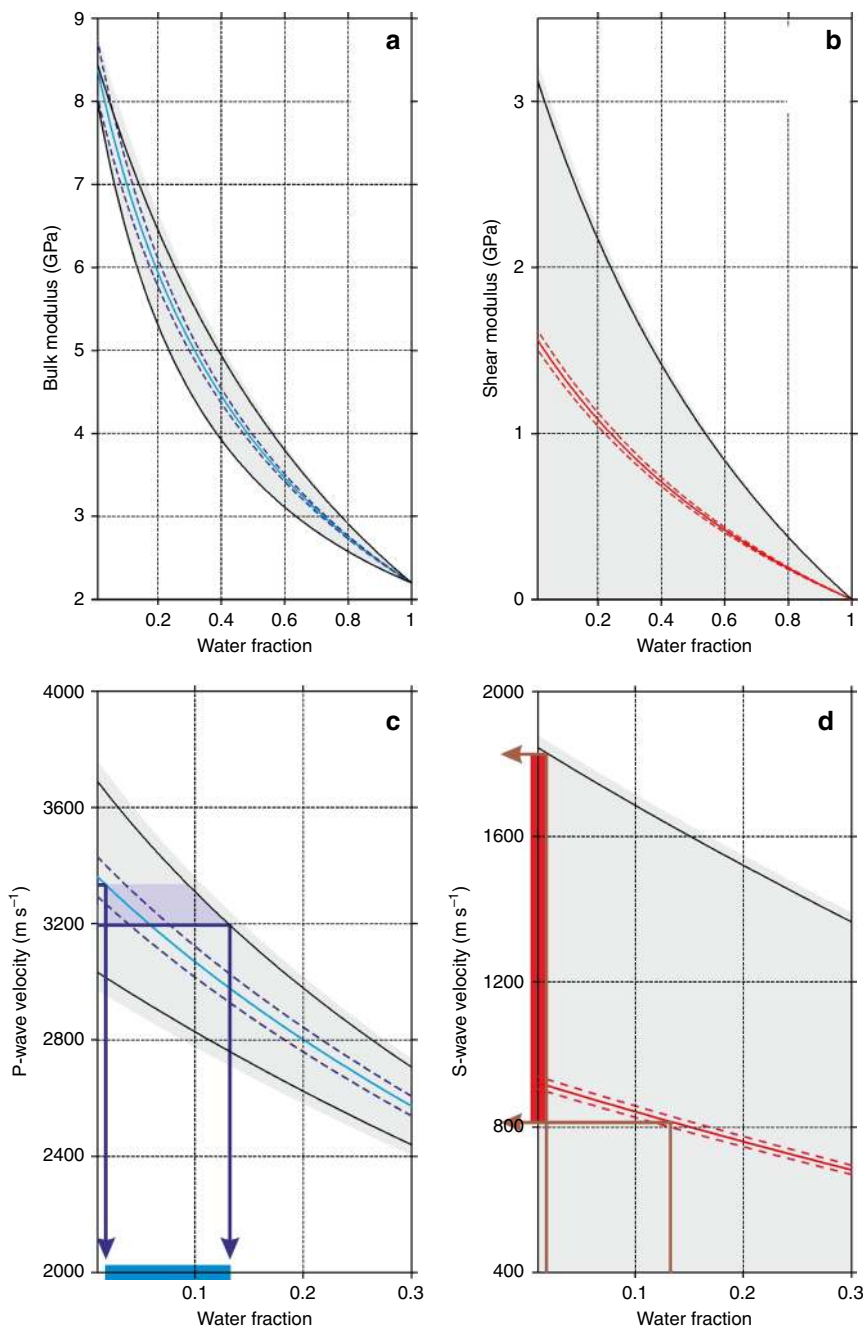 a
9
8
7
6
5
4
3
2
Bulk modulus (GPa)
0.2 0.4 0.6 0.8 1
Water fraction
b
3
2
1
0
Shear modulus (GPa)
0.2 0.4 0.6 0.8 1
Water fraction
c
4000
3600
3200
2800
2400
2000
P-wave velocity (m s⁻¹)
0.1 0.2 0.3
Water fraction
d
2000
1600
1200
800
400
S-wave velocity (m s⁻¹)
0.1 0.2 0.3
Water fraction